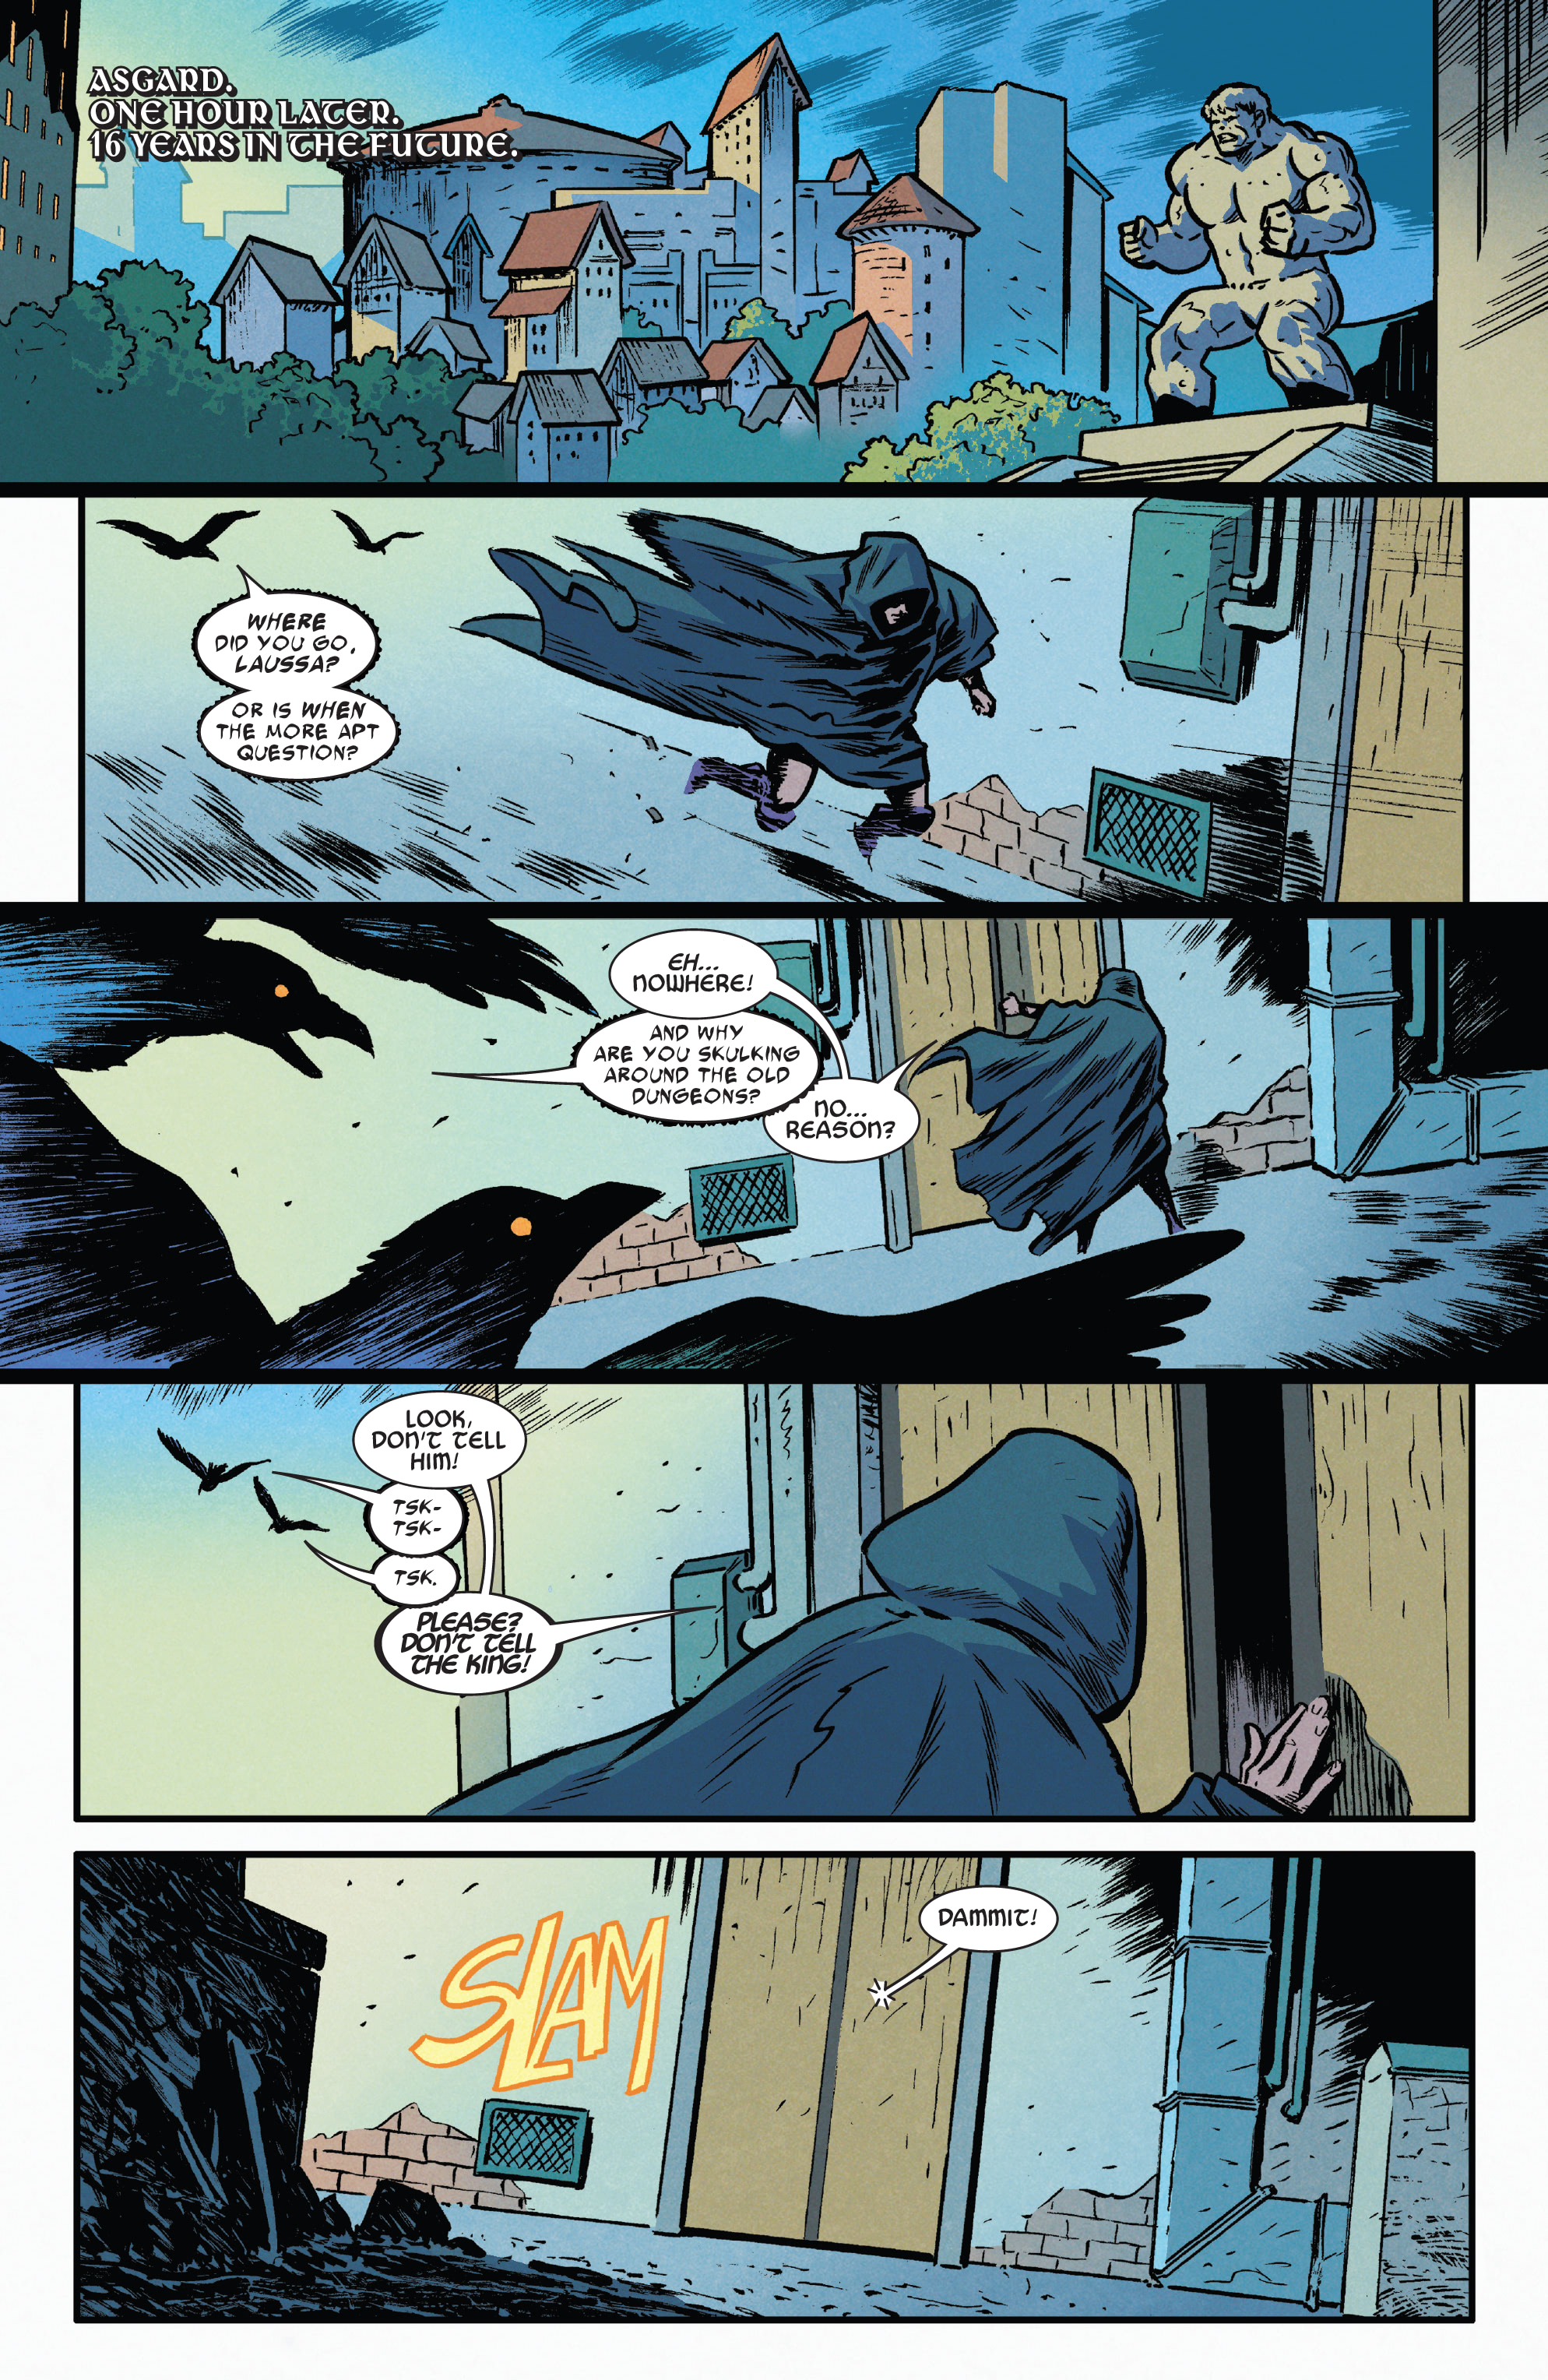 ASGARD.
ONE HOUR LATER.
16 YEARS IN THE FUTURE.
WHERE
DID YOU GO,
LAUSSA?
OR IS WHEN
THE MORE APT
QUESTION?
EH...
NOWHERE!
AND WHY
ARE YOU SKULKING
AROUND THE OLD
DUNGEONS?
NO...
REASON?
LOOK,
DON'T TELL
HIM!
TSK-
TSK-
TSK.
PLEASE?
DON'T TELL
THE KING!
SLAM
DAMMIT!